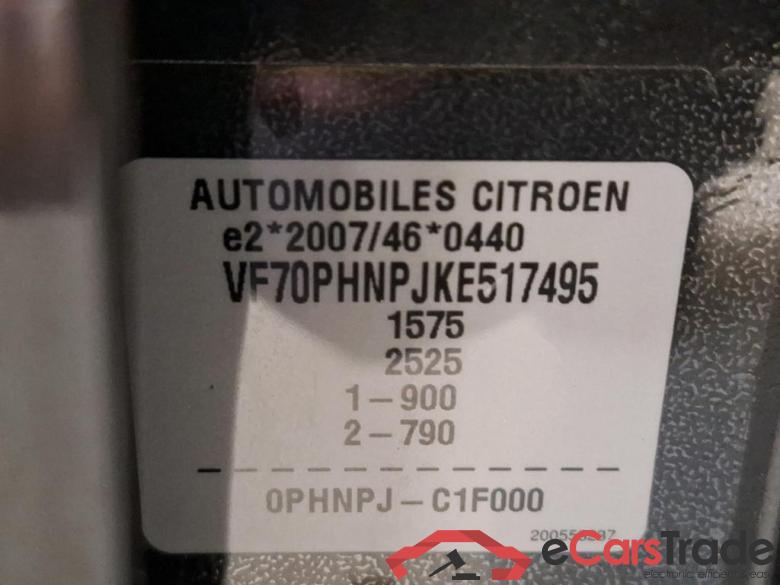 AUTOMOBILES CITROEN
e2*2007/46*0440
VF70PHNPJKE517495
1575
2525
1-900
2-790
0PHNPJ-C1F000
eCarsTrade